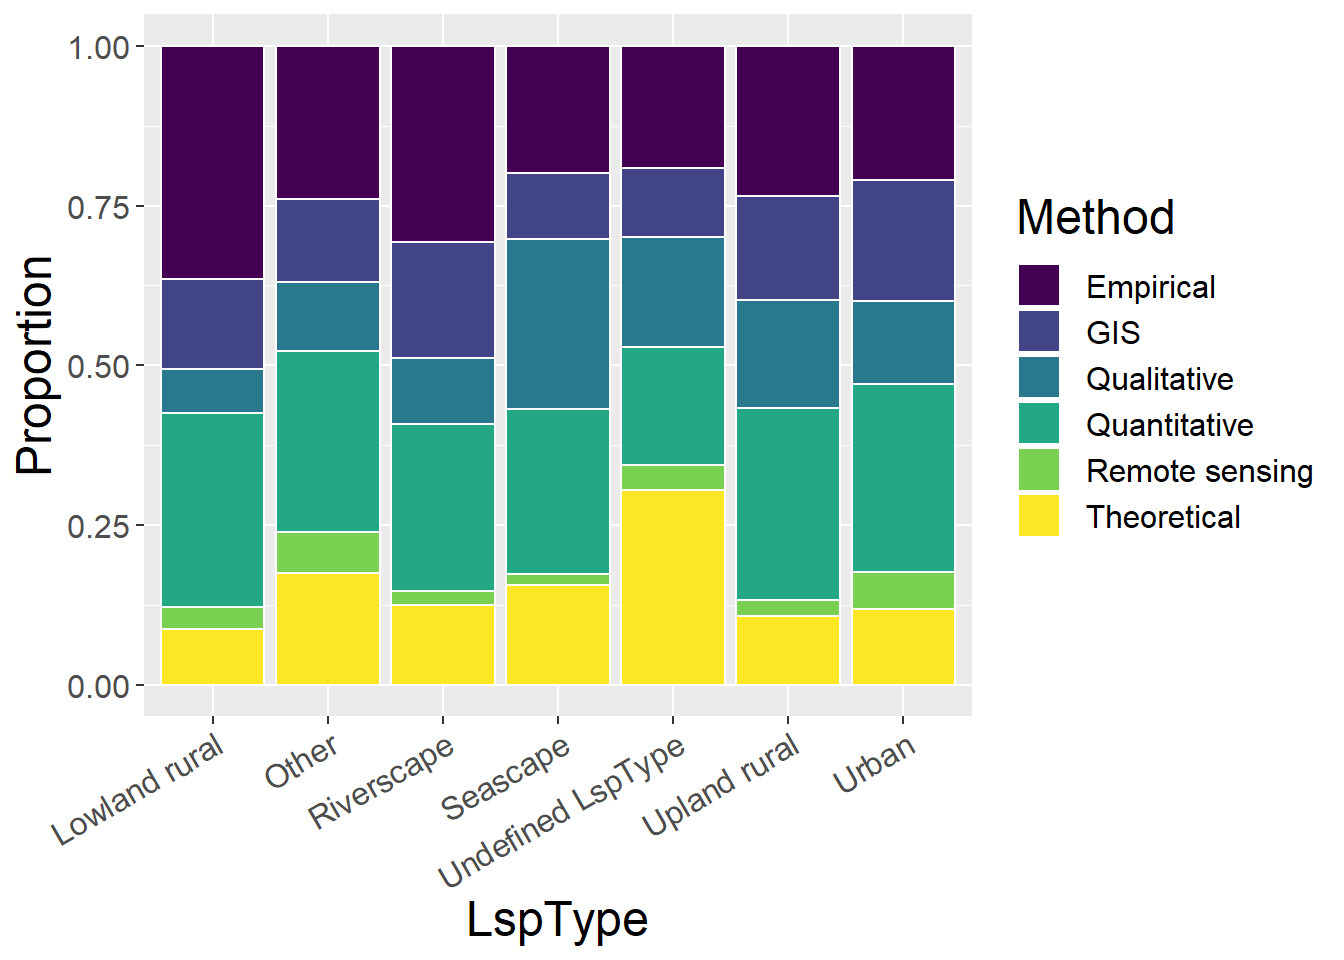 1.00
0.75
0.50
0.25
0.00
Proportion
Lowland rural
Other
Riverscape
Seascape
Undefined LspType
Upland rural
Urban
LspType
Method
Empirical
GIS
Qualitative
Quantitative
Remote sensing
Theoretical